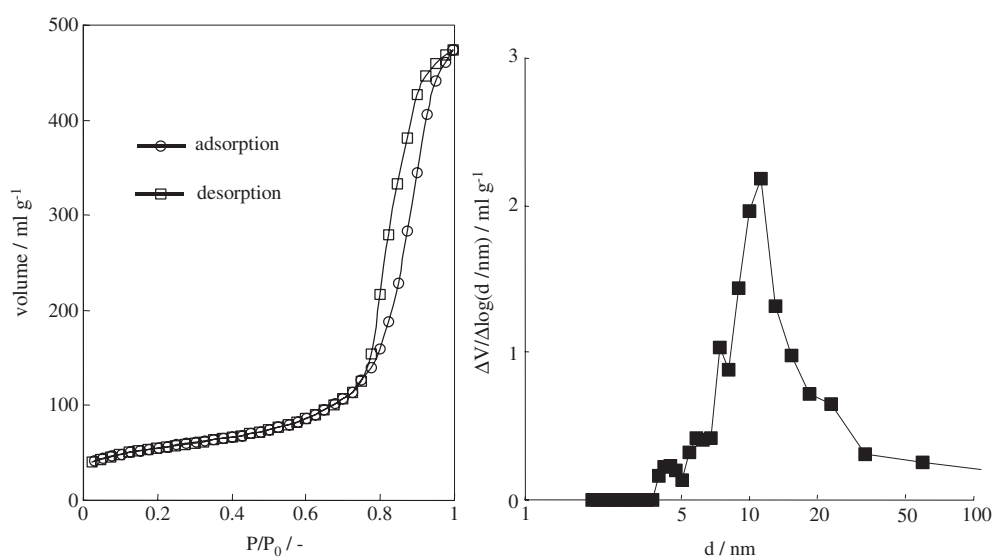 500
400
300
200
100
0
volume / ml g-1
adsorption
desorption
0 0.2 0.4 0.6 0.8 1
P/P0 / -
3
2
1
0
ΔV/Δlog(d /nm) / ml g-1
1 5 10 20 50 100
d / nm